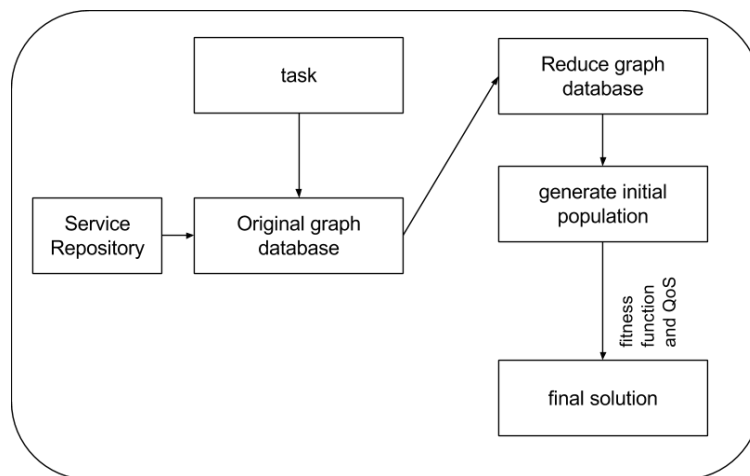 task
Service
Repository
Original graph
database
Reduce graph
database
generate initial
population
fitness
function
and QoS
final solution